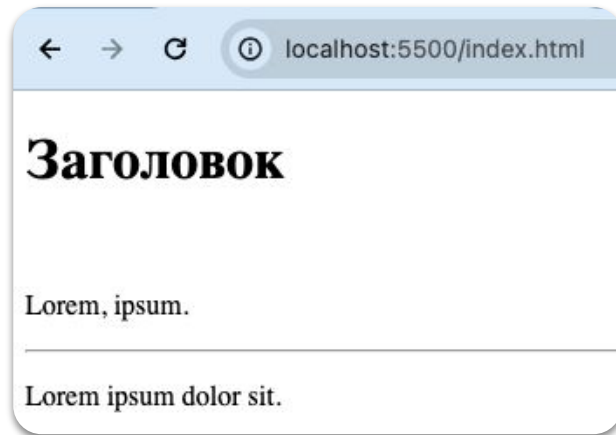 localhost:5500/index.html
Заголовок
Lorem, ipsum.
Lorem ipsum dolor sit.